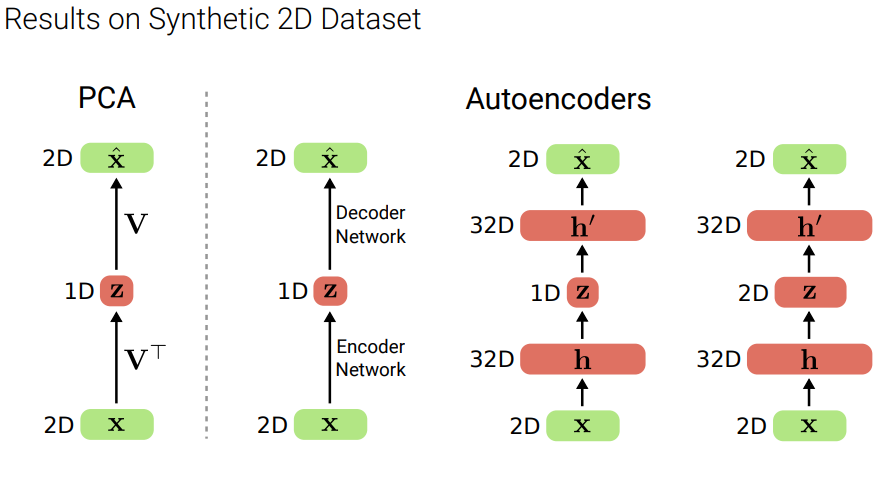 Results on Synthetic 2D Dataset
PCA
2D x̂
V
1D z
V⊤
2D x
Autoencoders
2D x̂
Decoder
Network
1D z
Encoder
Network
2D x
2D x̂
32D h′
1D z
32D h
2D x
2D x̂
32D h′
2D z
32D h
2D x